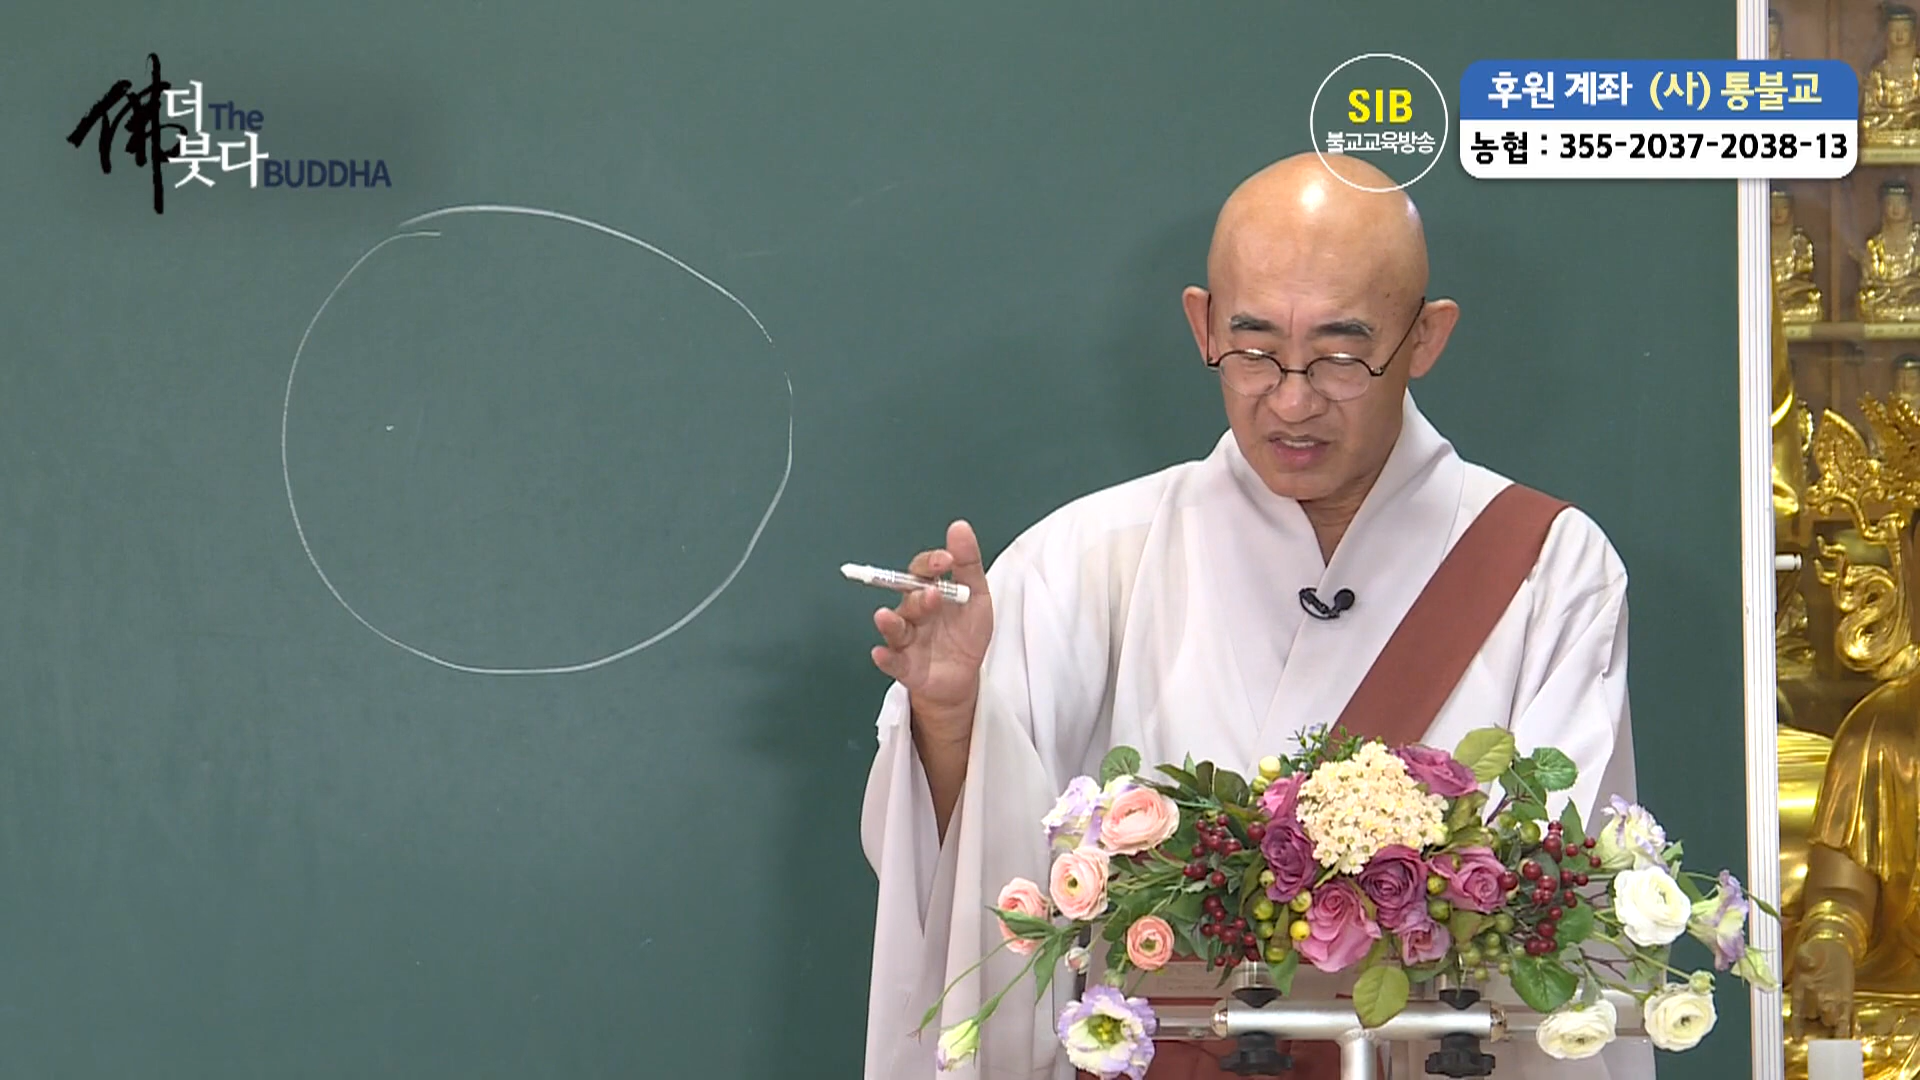 佛
더 The
붓다 BUDDHA
SIB
불교교육방송
후원 계좌 (사) 통불교
농협 : 355-2037-2038-13